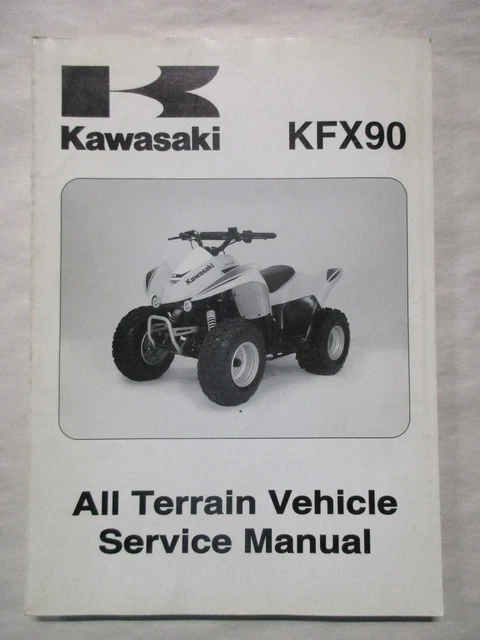 Kawasaki KFX90
Kawasaki
All Terrain Vehicle
Service Manual